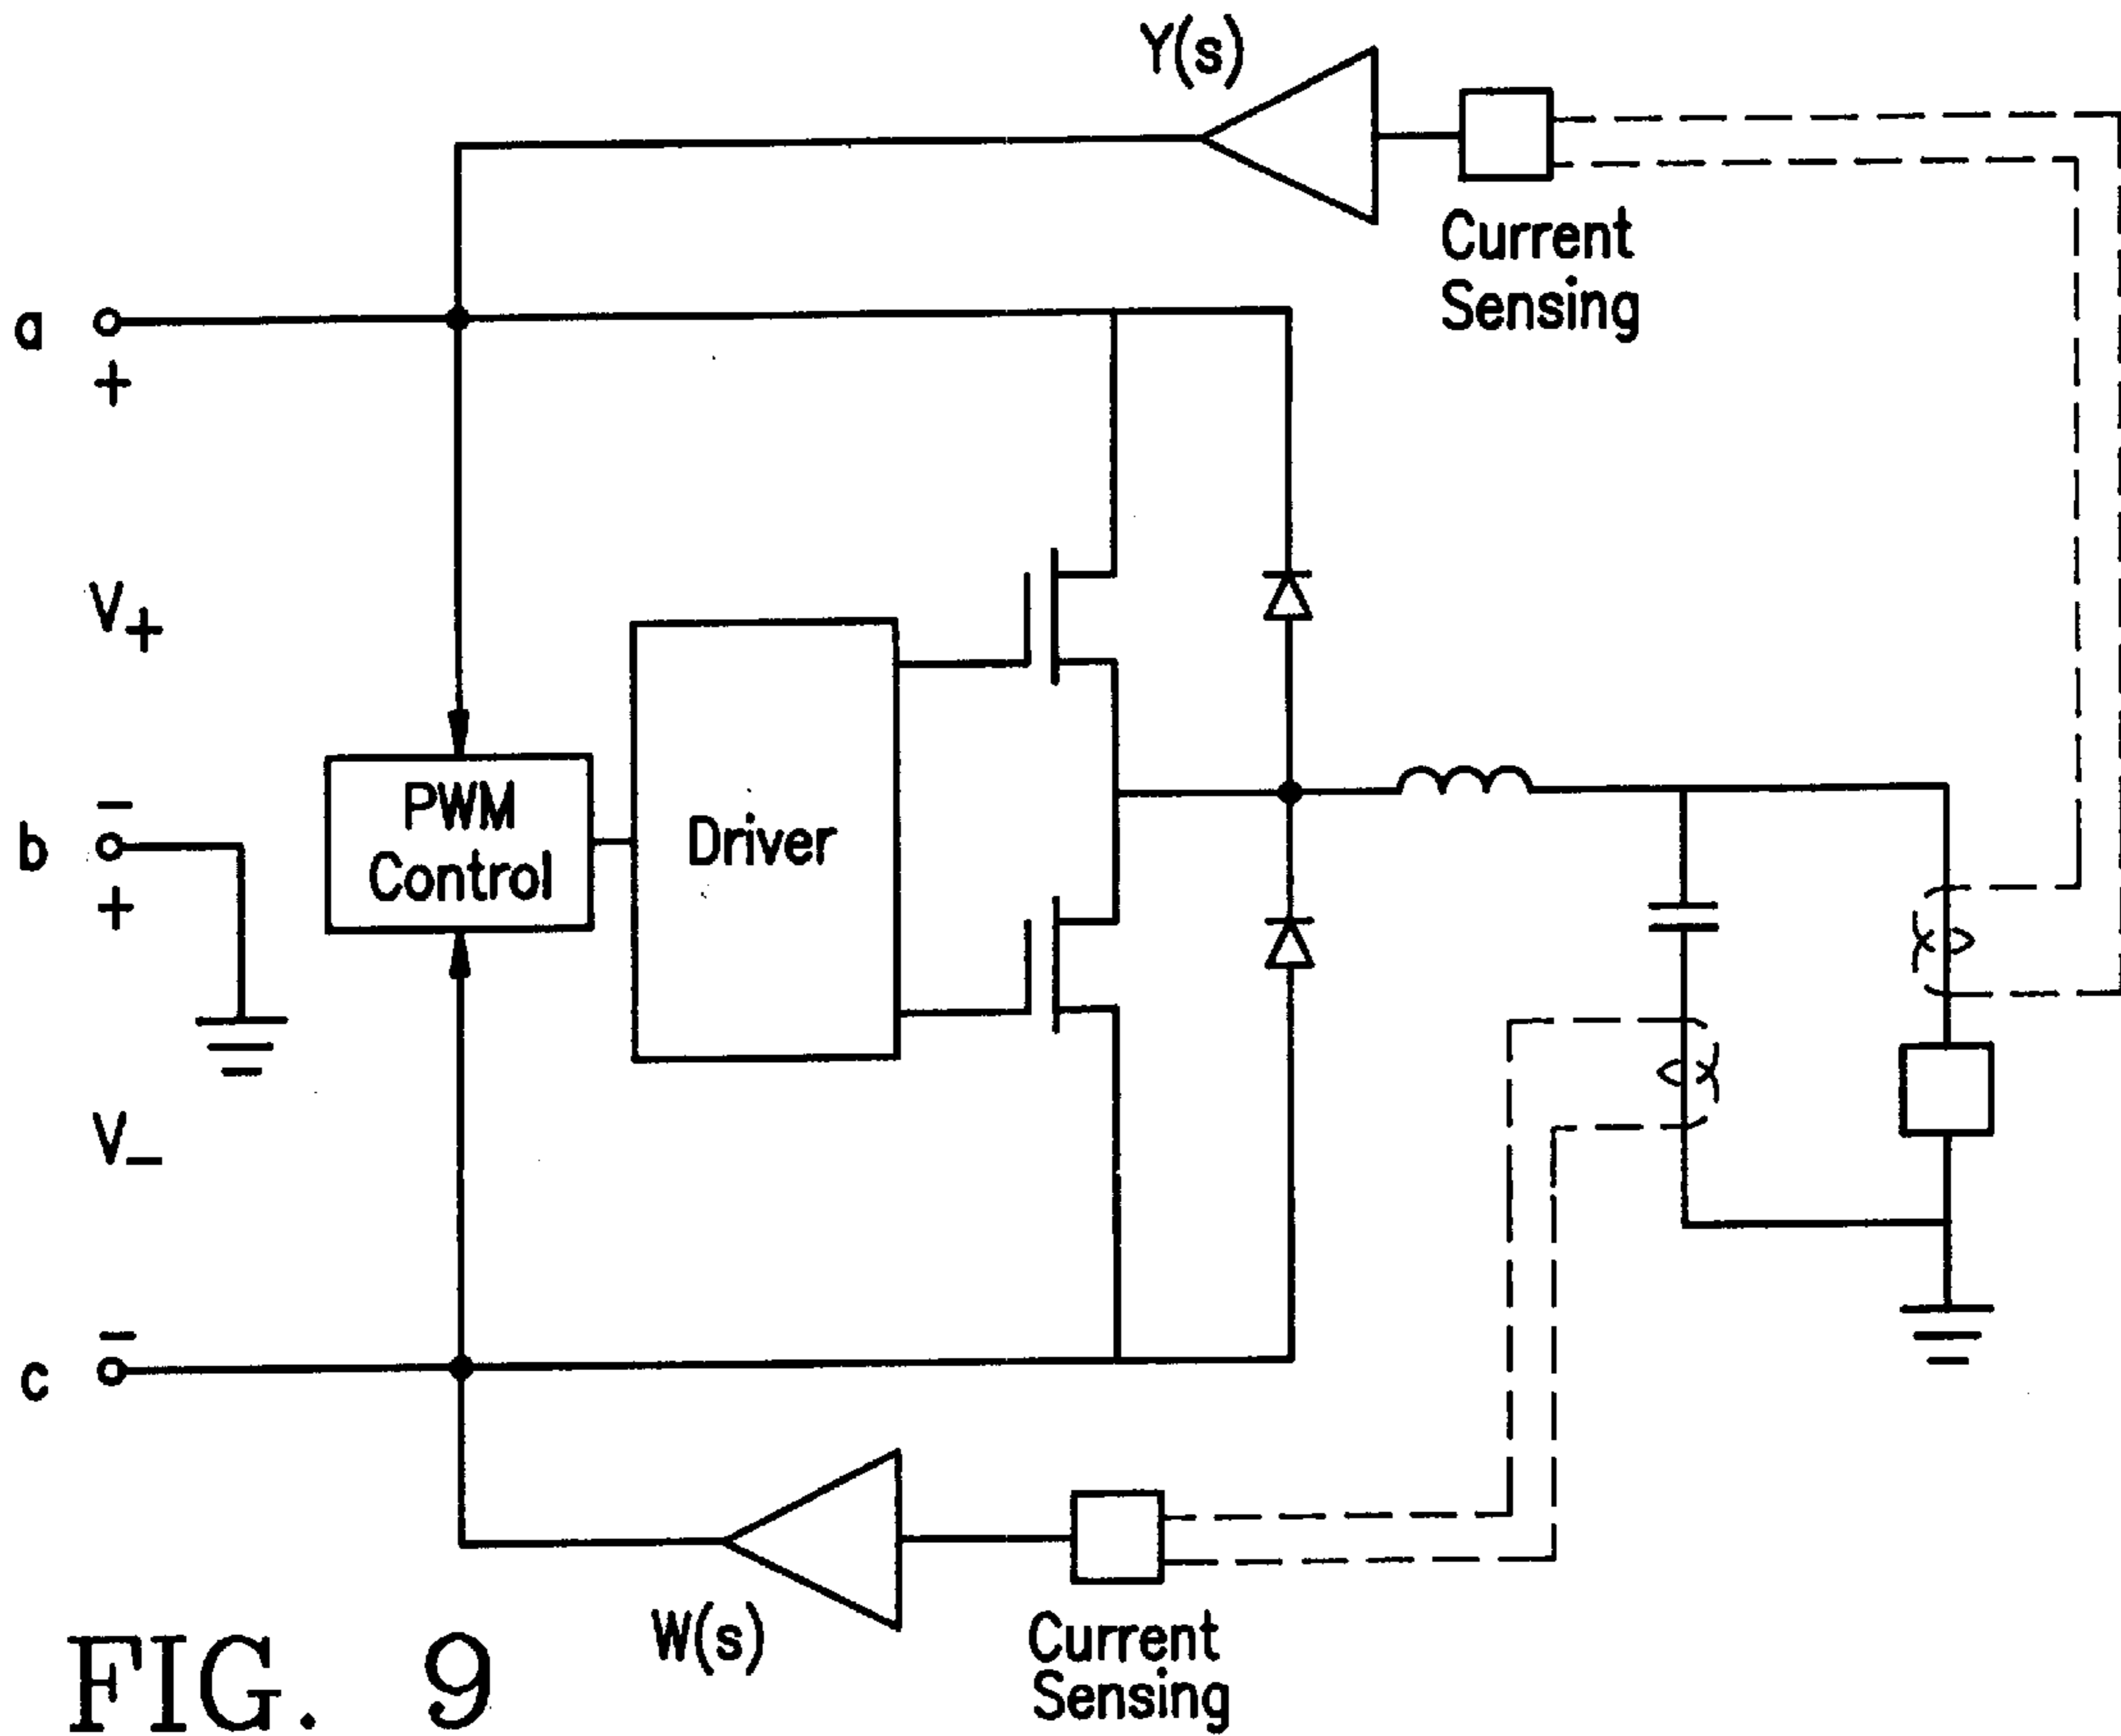 Y(s)
Current
Sensing
a
+
V+
−
b
+
PWM
Control
Driver
V−
−
c
W(s)
Current
Sensing
FIG. 9